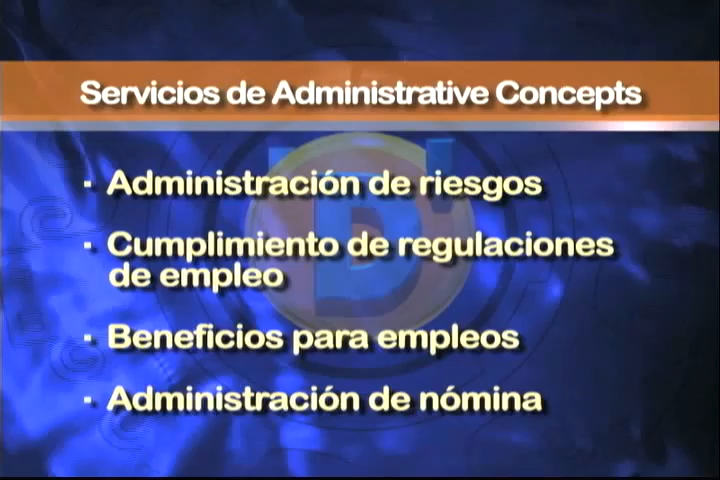 Servicios de Administrative Concepts
- Administración de riesgos
- Cumplimiento de regulaciones
de empleo
- Beneficios para empleos
- Administración de nómina